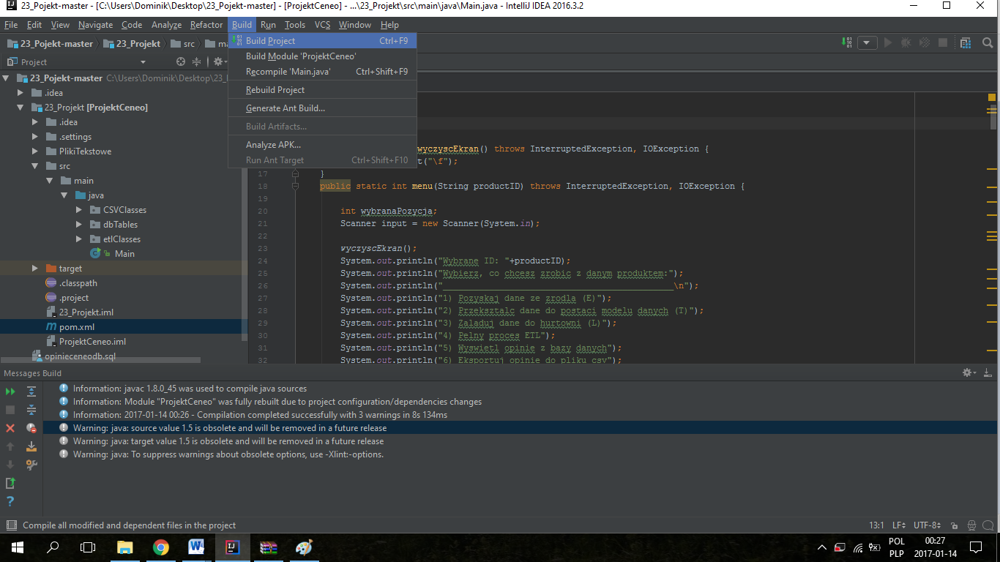 23_Pojekt-master - [C:\Users\Dominik\Desktop\23_Pojekt-master] - [ProjektCeneo] - ...\23_Projekt\src\main\java\Main.java - IntelliJ IDEA 2016.3.2
File Edit View Navigate Code Analyze Refactor Build Run Tools VCS Window Help
23_Pojekt-master 23_Projekt src
Project
23_Pojekt-master C:\Users\Dominik\Desktop\23_
.idea
23_Projekt [ProjektCeneo]
.idea
.settings
PlikiTekstowe
src
main
java
CSVClasses
dbTables
etlClasses
Main
target
.classpath
.project
23_Projekt.iml
pom.xml
ProjektCeneo.iml
opinieceneodb.sql
Build Project Ctrl+F9
Build Module 'ProjektCeneo'
Recompile 'Main.java' Ctrl+Shift+F9
Rebuild Project
Generate Ant Build...
Build Artifacts...
Analyze APK...
Run Ant Target Ctrl+Shift+F10
wyczyscEkran() throws InterruptedException, IOException {
t("\f");
17 }
18 public static int menu(String productID) throws InterruptedException, IOException {
19
20 int wybranaPozycja;
21 Scanner input = new Scanner(System.in);
22
23 wyczyscEkran();
24 System.out.println("Wybrane ID: "+productID);
25 System.out.println("Wybierz, co chcesz zrobic z danym produktem:");
26 System.out.println("_____________________________________________\n");
27 System.out.println("1) Pozyskaj dane ze zrodla (E)");
28 System.out.println("2) Przeksztalc dane do postaci modelu danych (T)");
29 System.out.println("3) Zaladuj dane do hurtowni (L)");
30 System.out.println("4) Pelny proces ETL");
31 System.out.println("5) Wyswietl opinie z bazy danych");
32 System.out.println("6) Eksportuj opinie do pliku csv");
Messages Build
Information: javac 1.8.0_45 was used to compile java sources
Information: Module "ProjektCeneo" was fully rebuilt due to project configuration/dependencies changes
Information: 2017-01-14 00:26 - Compilation completed successfully with 3 warnings in 8s 134ms
Warning: java: source value 1.5 is obsolete and will be removed in a future release
Warning: java: target value 1.5 is obsolete and will be removed in a future release
Warning: java: To suppress warnings about obsolete options, use -Xlint:-options.
Compile all modified and dependent files in the project 13:1 LF UTF-8
POL 00:27
PLP 2017-01-14